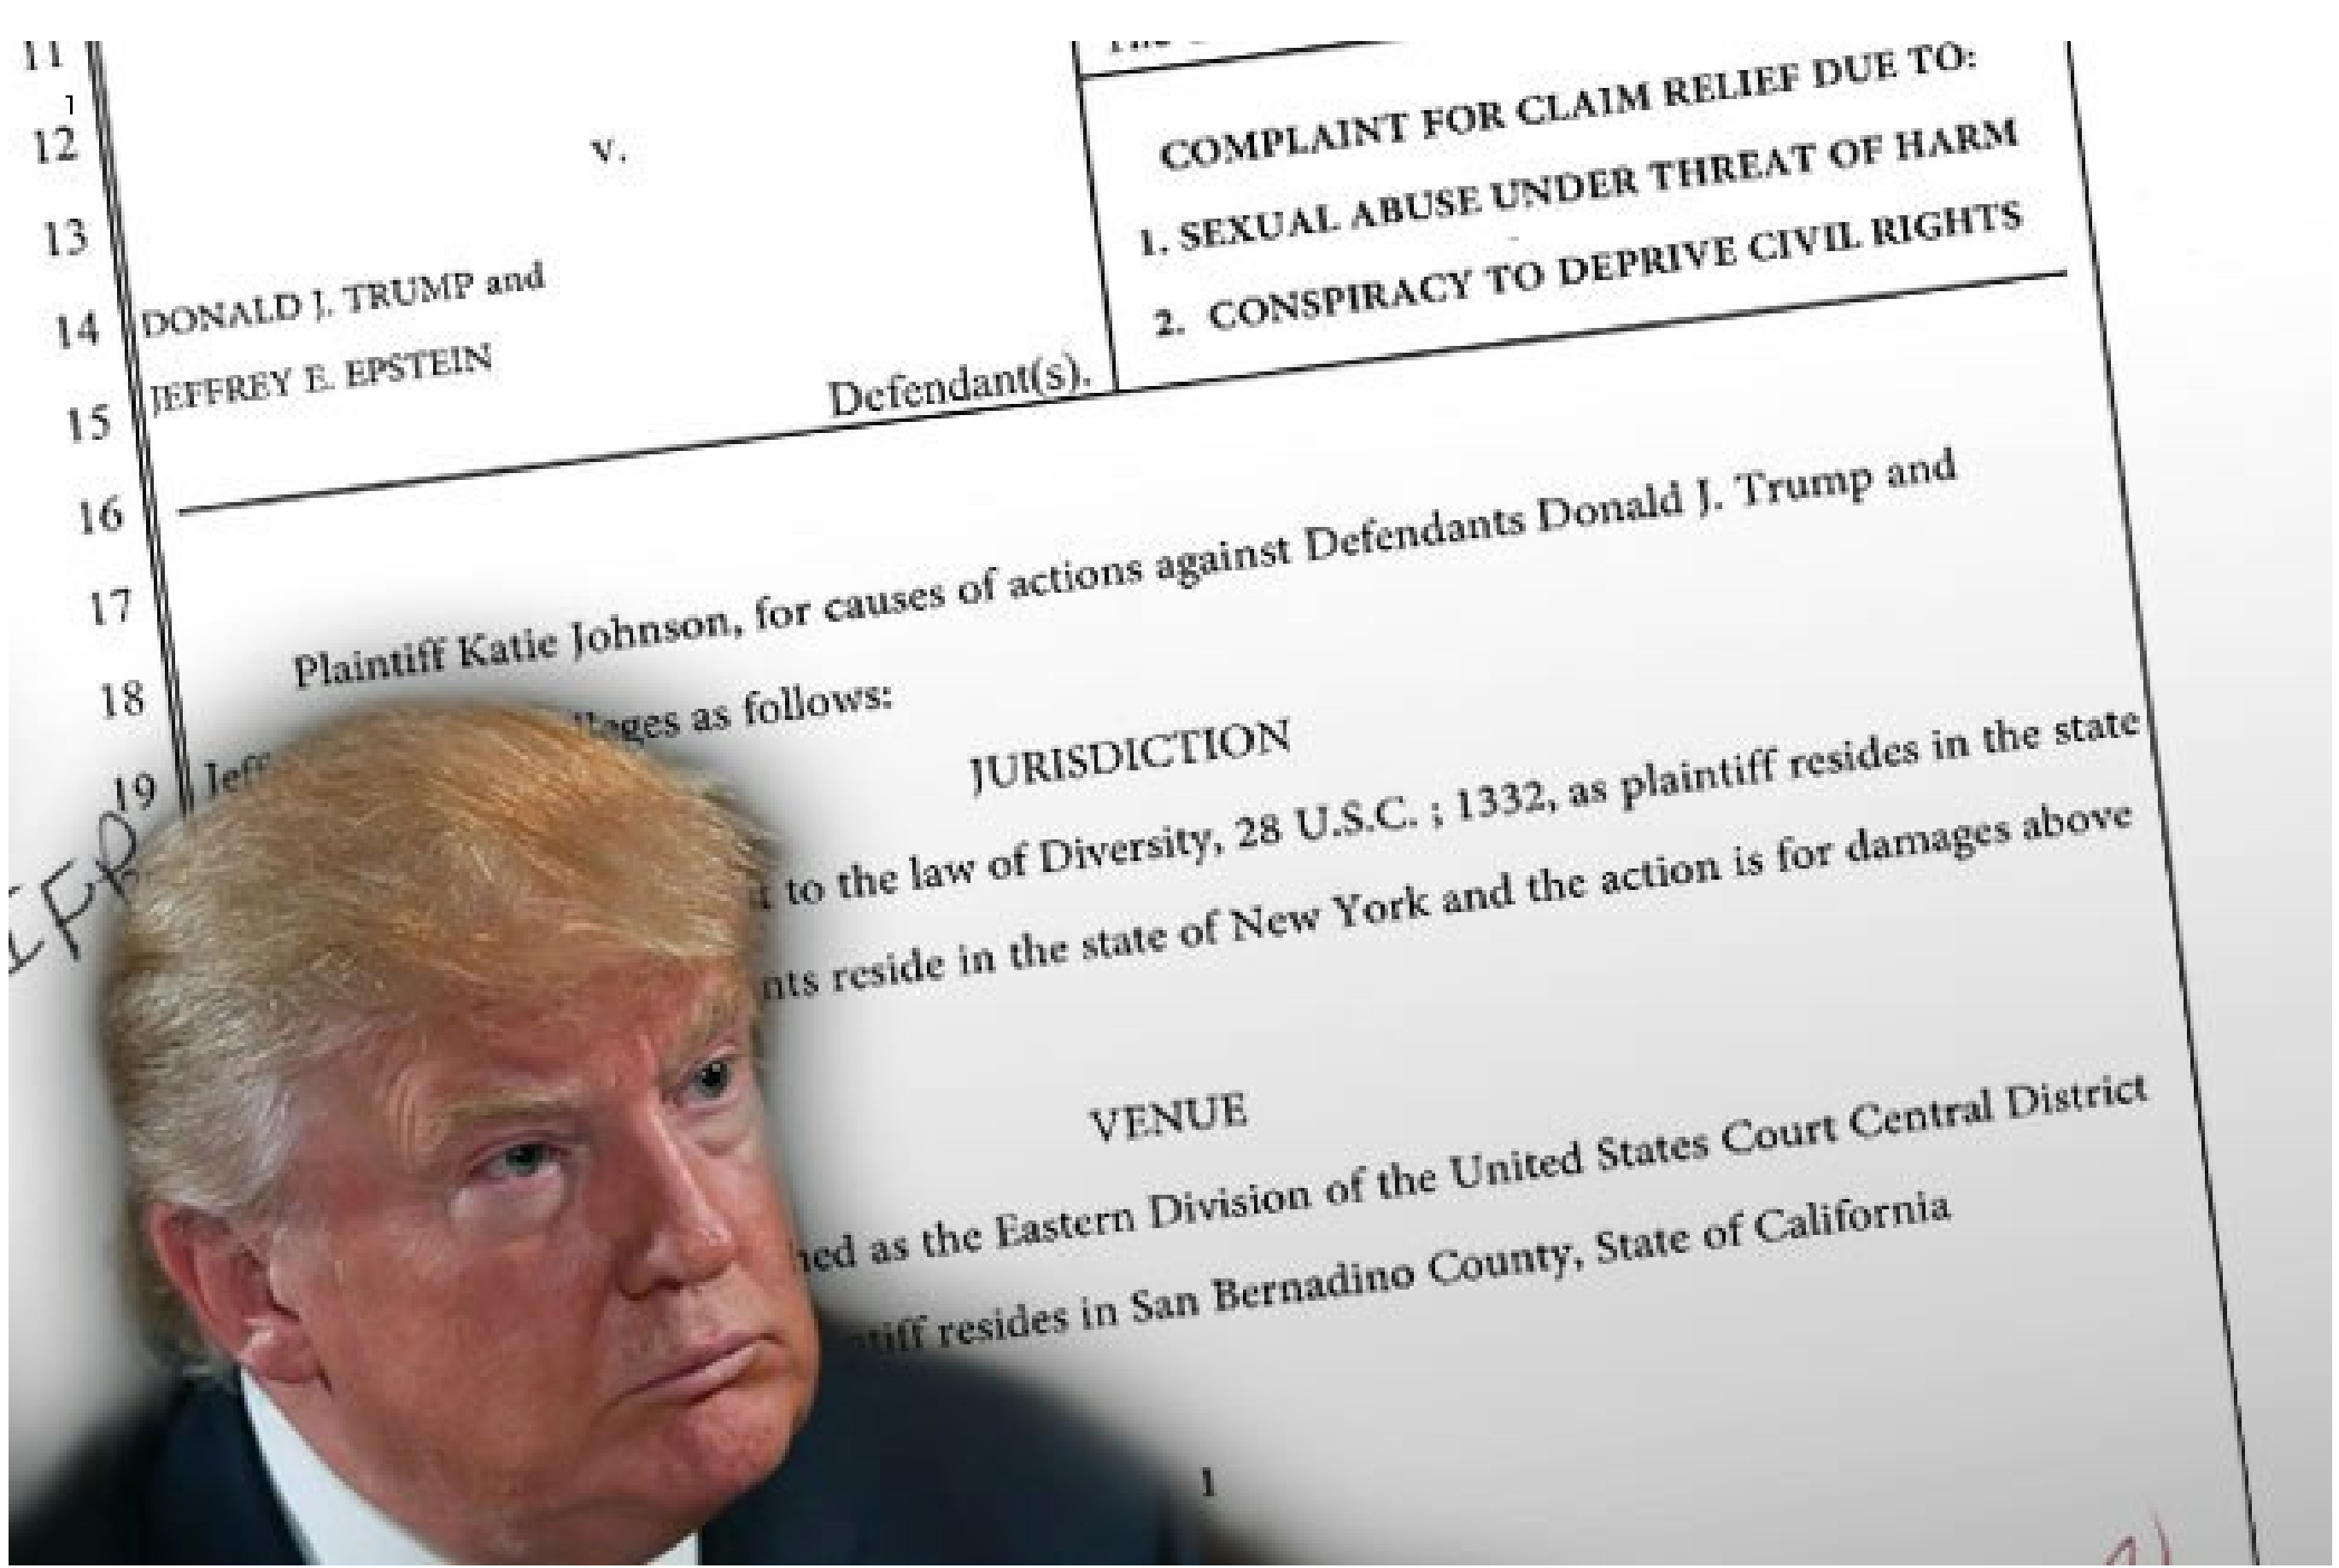 11
1
12
13
14
15
16
17
18
19
COMPLAINT FOR CLAIM RELIEF DUE TO:
1. SEXUAL ABUSE UNDER THREAT OF HARM
2. CONSPIRACY TO DEPRIVE CIVIL RIGHTS
v.
DONALD J. TRUMP and
JEFFREY E. EPSTEIN
Defendant(s).
Plaintiff Katie Johnson, for causes of actions against Defendants Donald J. Trump and
as follows:
JURISDICTION
to the law of Diversity, 28 U.S.C. ; 1332, as plaintiff resides in the state
reside in the state of New York and the action is for damages above
VENUE
as the Eastern Division of the United States Court Central District
resides in San Bernadino County, State of California
1